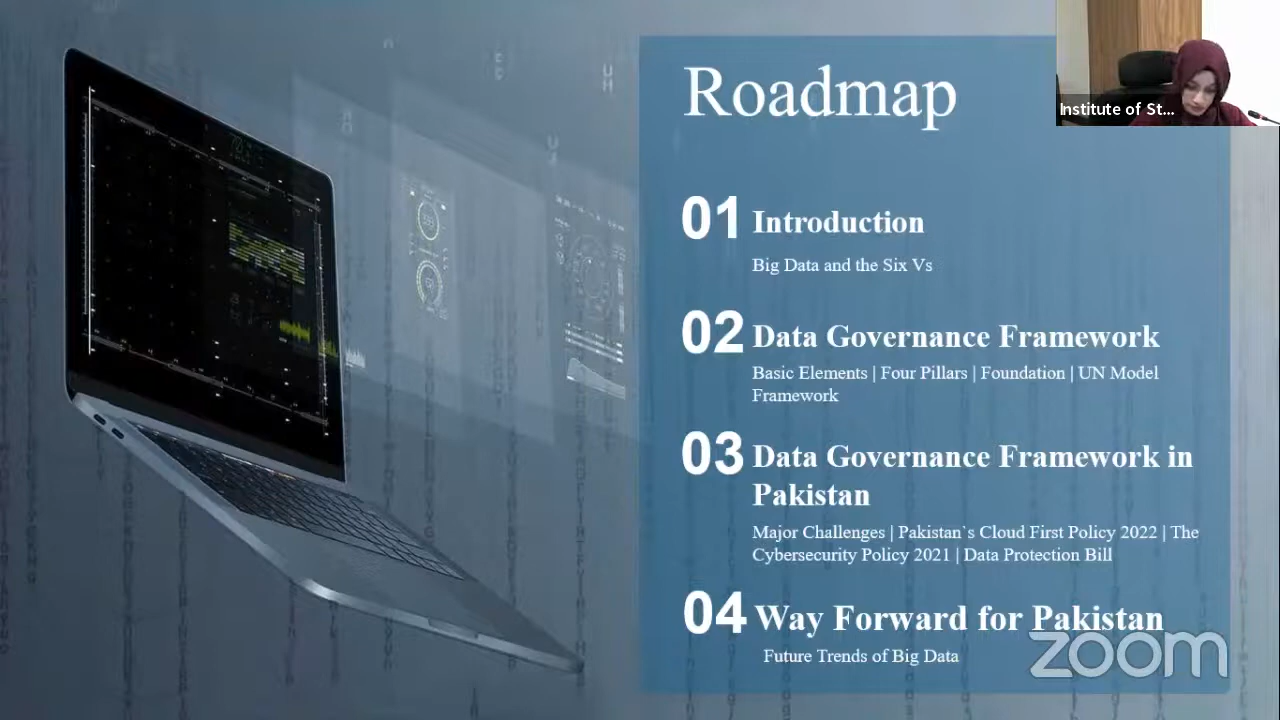 Roadmap
Institute of St...
01 Introduction
Big Data and the Six Vs
02 Data Governance Framework
Basic Elements | Four Pillars | Foundation | UN Model
Framework
03 Data Governance Framework in
Pakistan
Major Challenges | Pakistan`s Cloud First Policy 2022 | The
Cybersecurity Policy 2021 | Data Protection Bill
04 Way Forward for Pakistan
Future Trends of Big Data
zoom